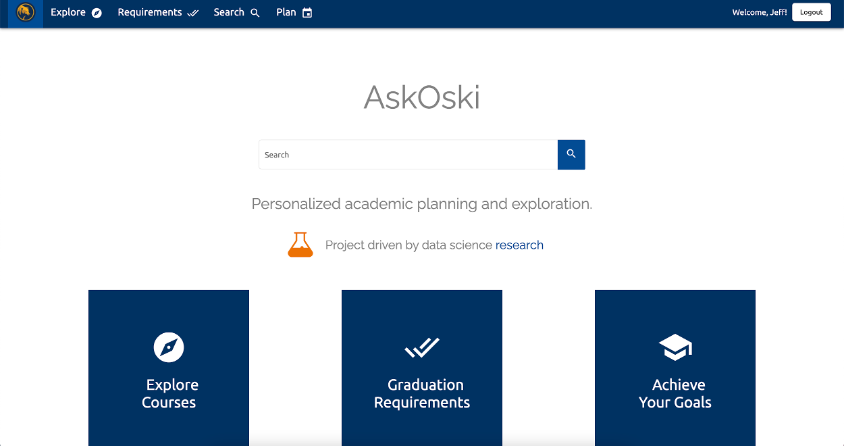 Explore Requirements Search Plan Welcome, Jeff! Logout
AskOski
Search
Personalized academic planning and exploration.
Project driven by data science research
Explore
Courses
Graduation
Requirements
Achieve
Your Goals